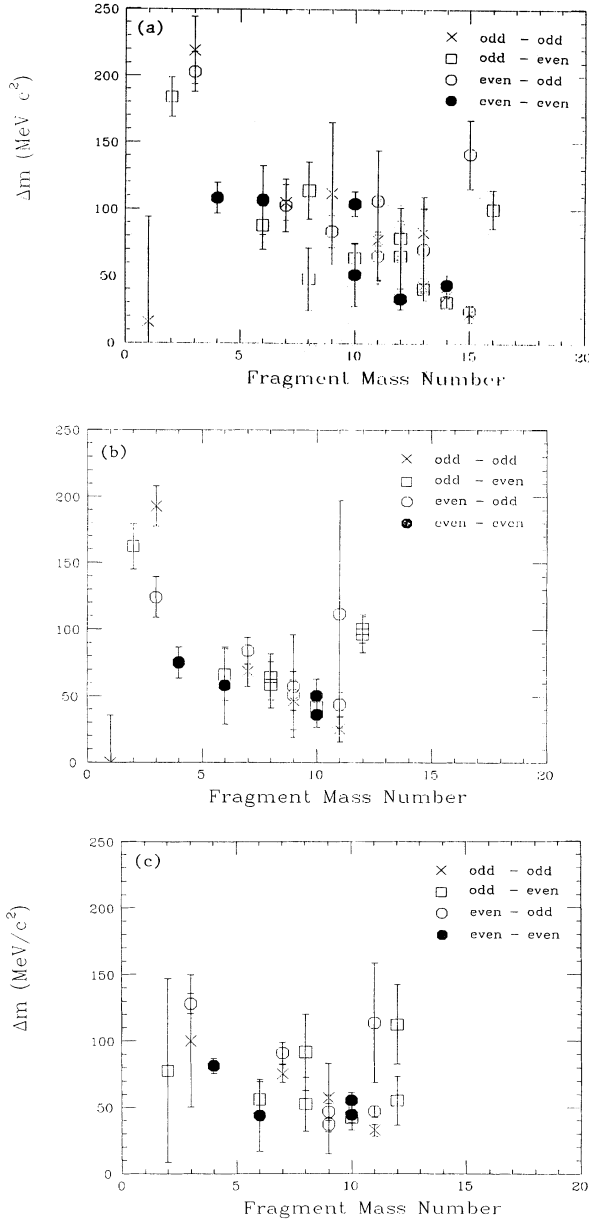 250
(a)
× odd – odd
□ odd – even
○ even – odd
● even – even
200
150
100
50
0
Δm (MeV c²)
0 5 10 15 20
Fragment Mass Number
250
(b)
× odd – odd
□ odd – even
○ even – odd
● even – even
200
150
100
50
0
Δm (MeV c²)
0 5 10 15 20
Fragment Mass Number
250
(c)
× odd – odd
□ odd – even
○ even – odd
● even – even
200
150
100
50
0
Δm (MeV/c²)
0 5 10 15 20
Fragment Mass Number